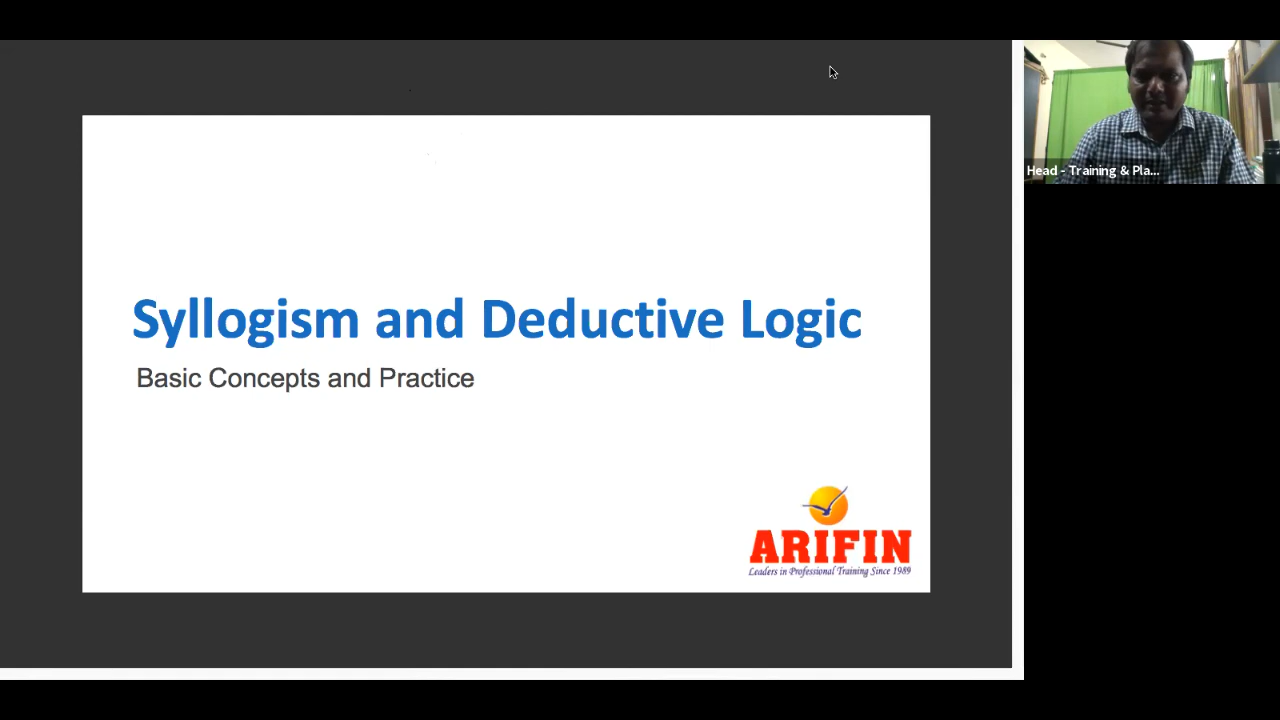 Syllogism and Deductive Logic
Basic Concepts and Practice
ARIFIN
Leaders in Professional Training Since 1989
Head - Training & Pla...